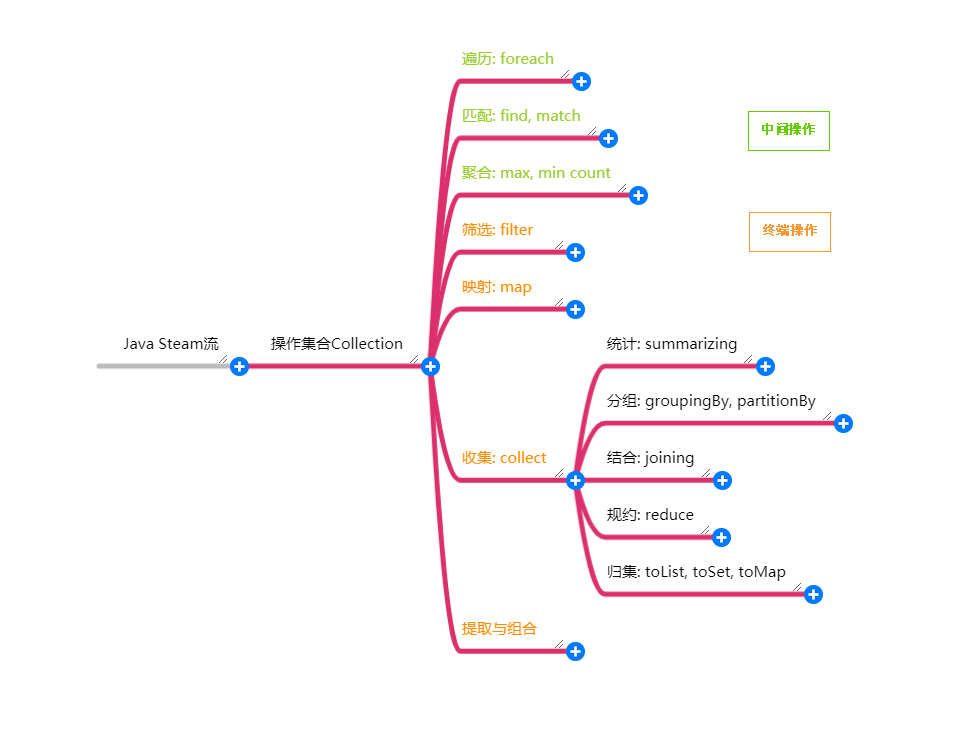 遍历: foreach
匹配: find, match
中间操作
聚合: max, min count
筛选: filter
终端操作
映射: map
Java Steam流
操作集合Collection
统计: summarizing
分组: groupingBy, partitionBy
收集: collect
结合: joining
规约: reduce
归集: toList, toSet, toMap
提取与组合